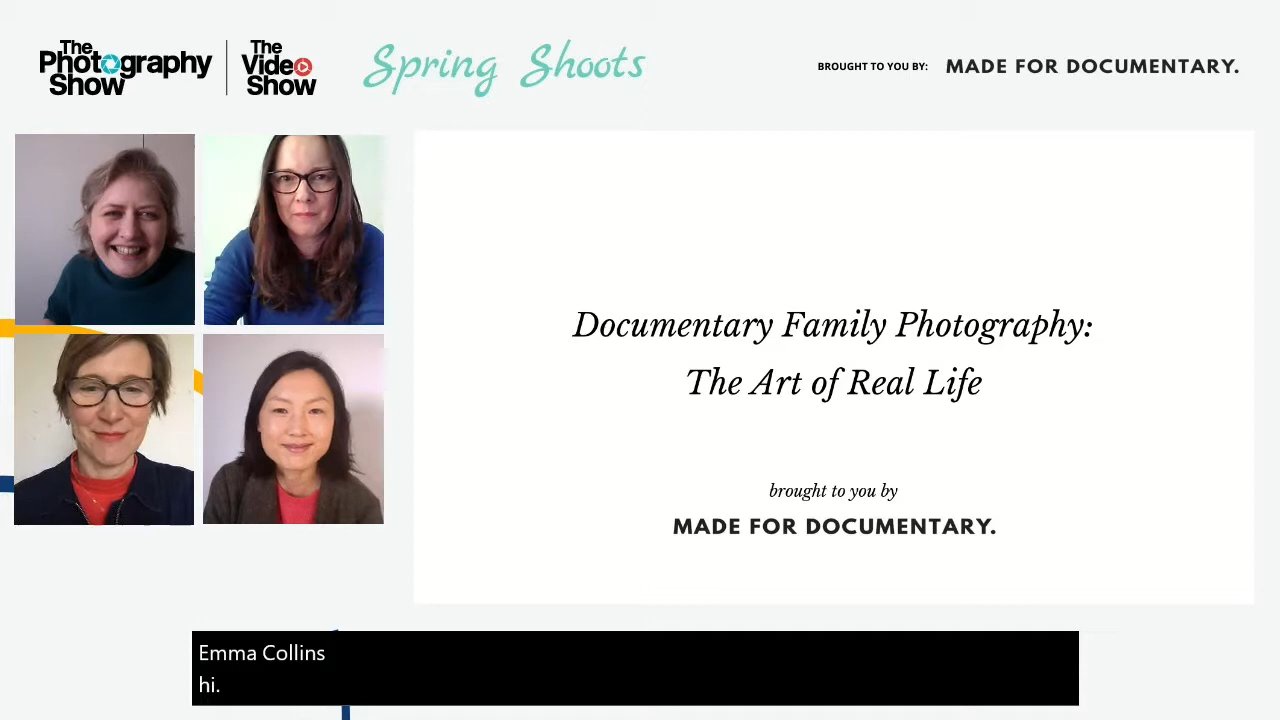 The
Photography
Show
The
Video
Show
Spring Shoots
BROUGHT TO YOU BY:
MADE FOR DOCUMENTARY.
Documentary Family Photography:
The Art of Real Life
brought to you by
MADE FOR DOCUMENTARY.
Emma Collins
hi.